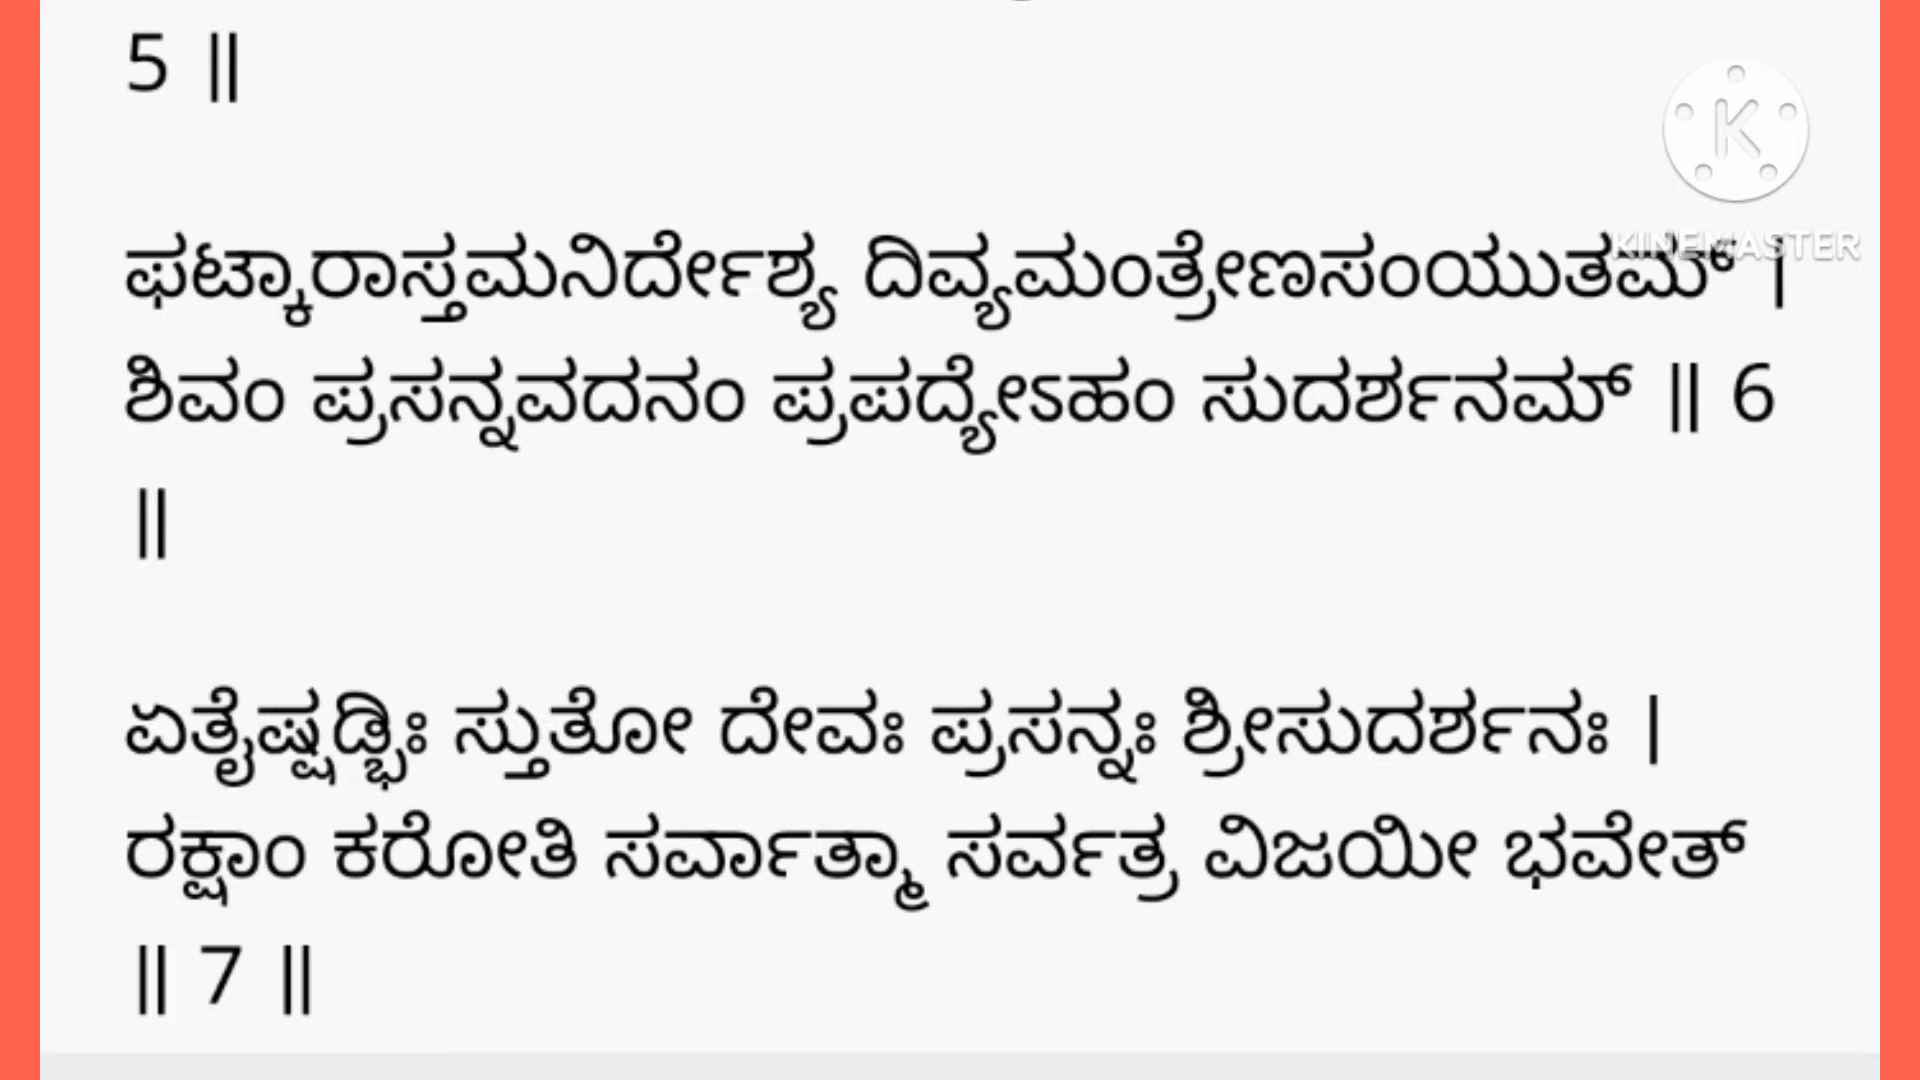 5 ||
K
KINEMASTER
ಫಟ್ಕಾರಾಸ್ತಮನಿರ್ದೇಶ್ಯ ದಿವ್ಯಮಂತ್ರೇಣಸಂಯುತಮ್ |
ಶಿವಂ ಪ್ರಸನ್ನವದನಂ ಪ್ರಪದ್ಯೇಽಹಂ ಸುದರ್ಶನಮ್ || 6
||
ಏತೈಷ್ಷಡ್ಭಿಃ ಸ್ತುತೋ ದೇವಃ ಪ್ರಸನ್ನಃ ಶ್ರೀಸುದರ್ಶನಃ |
ರಕ್ಷಾಂ ಕರೋತಿ ಸರ್ವಾತ್ಮಾ ಸರ್ವತ್ರ ವಿಜಯೀ ಭವೇತ್
|| 7 ||